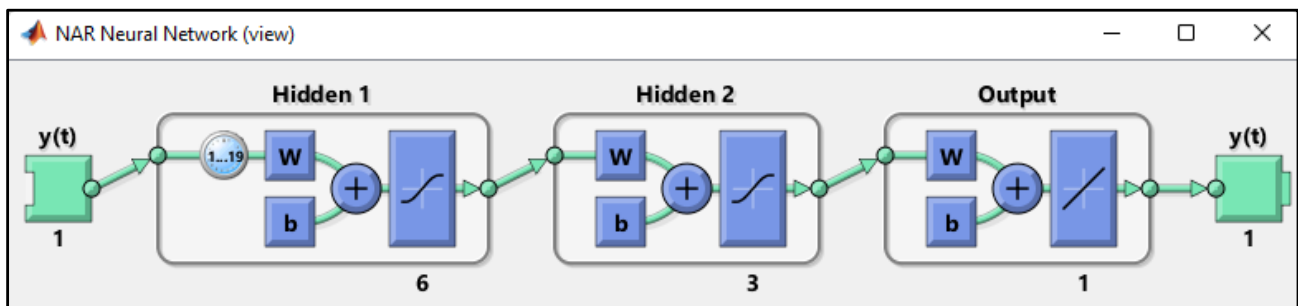 NAR Neural Network (view)
Hidden 1 Hidden 2 Output
y(t) y(t)
1...19 W W W
b b b
1 1
6 3 1